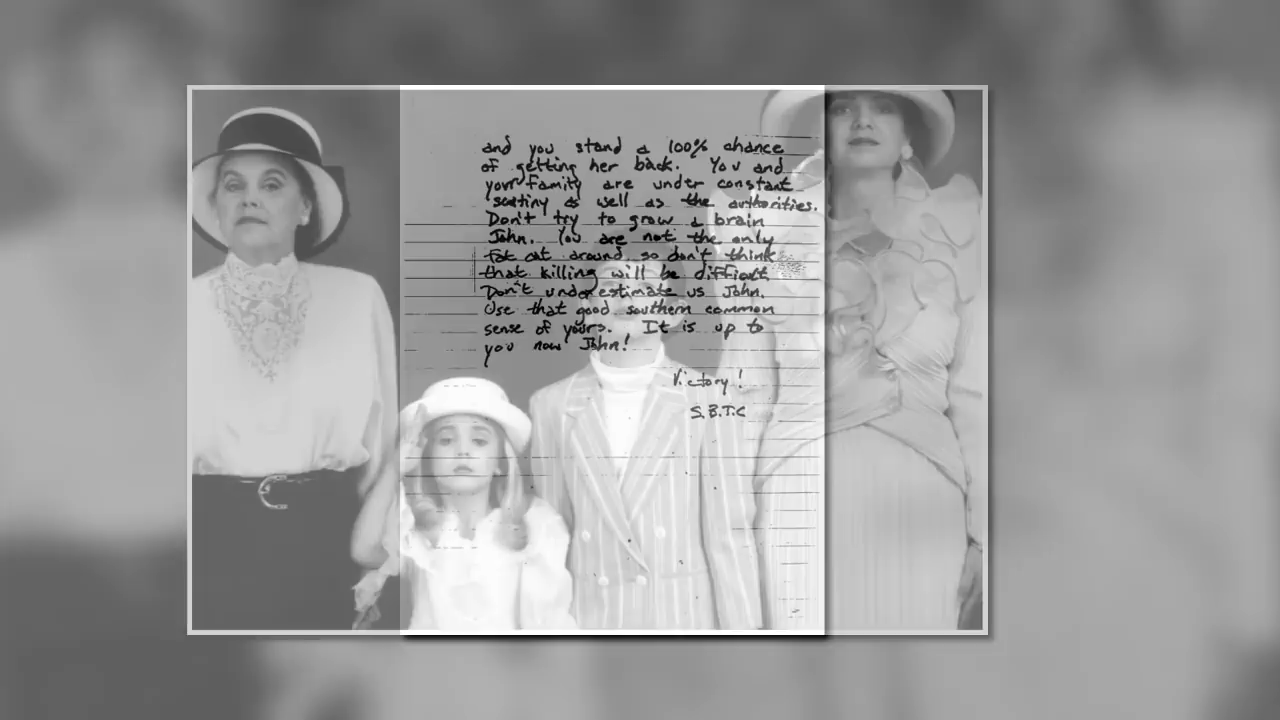 and you stand a 100% chance
of getting her back. You and
your family are under constant
scutiny as well as the authorities.
Don't try to grow a brain
John. You are not the only
fat cat around so don't think
that killing will be difficult.
Don't underestimate us John.
Use that good southern common
sense of yours. It is up to
you now John!
Victory!
S.B.T.C